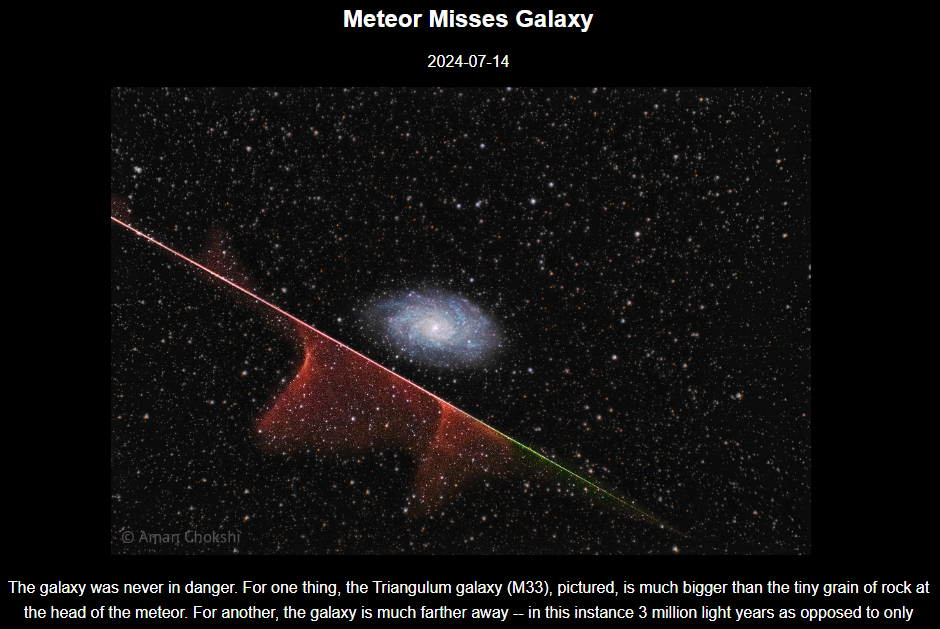 Meteor Misses Galaxy
2024-07-14
© Aman Chokshi
The galaxy was never in danger. For one thing, the Triangulum galaxy (M33), pictured, is much bigger than the tiny grain of rock at
the head of the meteor. For another, the galaxy is much farther away -- in this instance 3 million light years as opposed to only